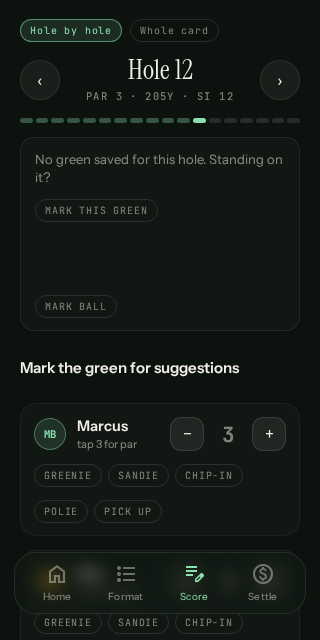 Hole by hole
Whole card
‹
Hole 12
›
PAR 3 · 205Y · SI 12
No green saved for this hole. Standing on
it?
MARK THIS GREEN
MARK BALL
Mark the green for suggestions
MB
Marcus
tap 3 for par
−
3
+
GREENIE
SANDIE
CHIP-IN
POLIE
PICK UP
Home
Format
Score
Settle
GREENIE
SANDIE
CHIP-IN